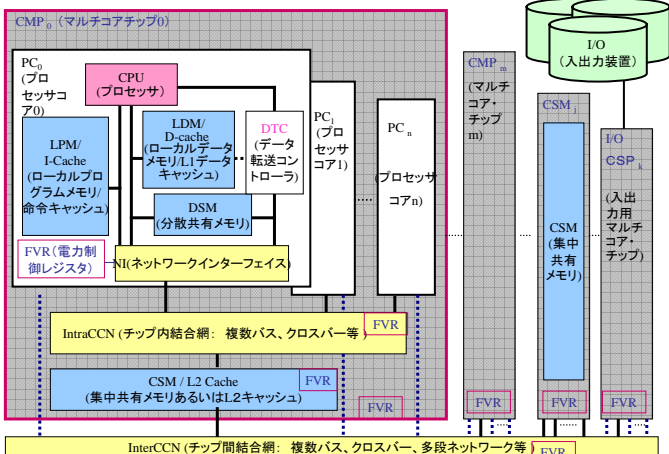 CMP₀ (マルチコアチップ0)
PC₀
(プロ
セッサコ
ア0)
CPU
(プロセッサ)
LPM/
I-Cache
(ローカルプロ
グラムメモリ/
命令キャッシュ)
LDM/
D-cache
(ローカルデータ
メモリ/L1データ
キャッシュ)
DTC
(データ
転送コント
ローラ)
DSM
(分散共有メモリ)
FVR(電力制
御レジスタ)
NI(ネットワークインターフェイス)
PC₁
(プロ
セッサ
コア1)
PC n
(プロセッサ
コアn)
IntraCCN (チップ内結合網: 複数バス、クロスバー等 )
FVR
CSM / L2 Cache
(集中共有メモリあるいはL2キャッシュ)
FVR
FVR
CMP m
(マルチ
コア・
チップ
m)
FVR
CSM j
CSM
(集中
共有
メモリ)
FVR
I/O
(入出力装置)
I/O
CSP k
(入出
力用
マルチ
コア・
チップ)
FVR
InterCCN (チップ間結合網: 複数バス、クロスバー、多段ネットワーク等 )
FVR